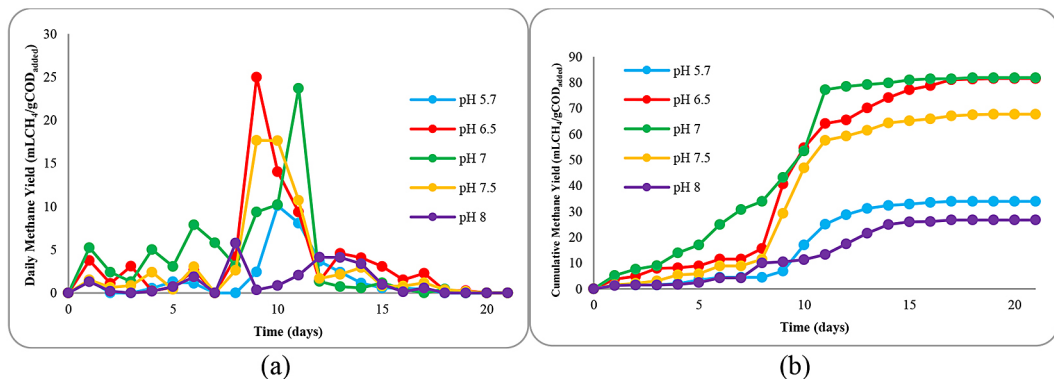 30
25
20
15
10
5
0
Daily Methane Yield (mLCH4/gCODadded)
0 5 10 15 20
Time (days)
pH 5.7
pH 6.5
pH 7
pH 7.5
pH 8
(a)
90
80
70
60
50
40
30
20
10
0
Cumulative Methane Yield (mLCH4/gCODadded)
0 5 10 15 20
Time (days)
pH 5.7
pH 6.5
pH 7
pH 7.5
pH 8
(b)